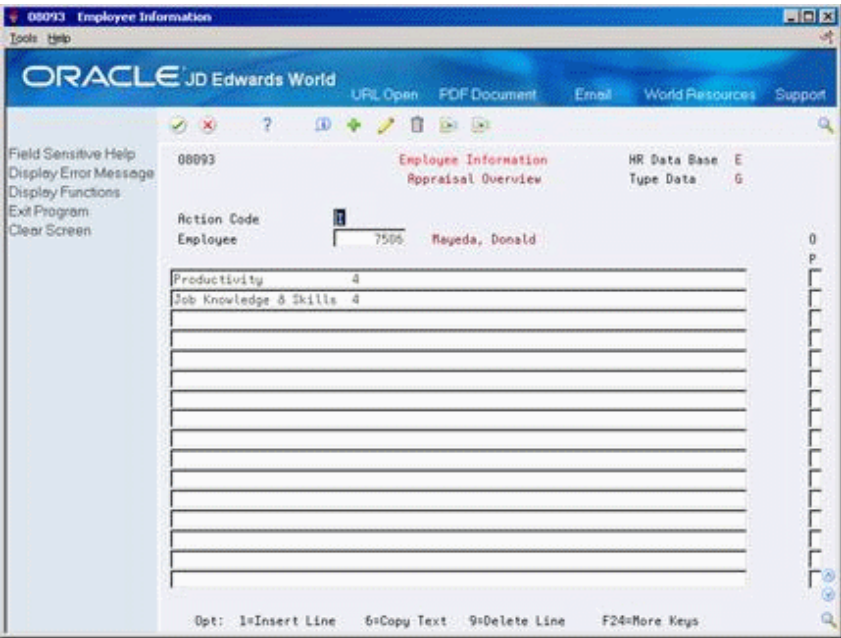 08093 Employee Information
Tools Help
ORACLE JD Edwards World
URL Open PDF Document Email World Resources Support
Field Sensitive Help
Display Error Message
Display Functions
Exit Program
Clear Screen
08093 Employee Information HR Data Base E
Appraisal Overview Type Data G
Action Code I
Employee 7506 Mayeda, Donald
O
P
Productivity 4
Job Knowledge & Skills 4
Opt: 1=Insert Line 6=Copy Text 9=Delete Line F24=More Keys